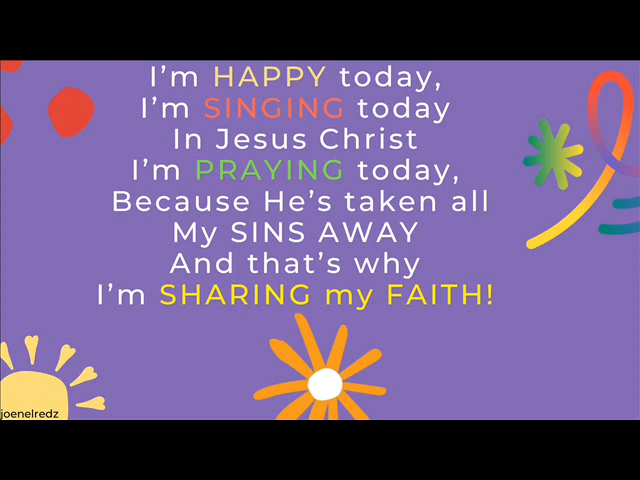 I'm HAPPY today,
I'm SINGING today
In Jesus Christ
I'm PRAYING today,
Because He's taken all
My SINS AWAY
And that's why
I'm SHARING my FAITH!
joenelredz